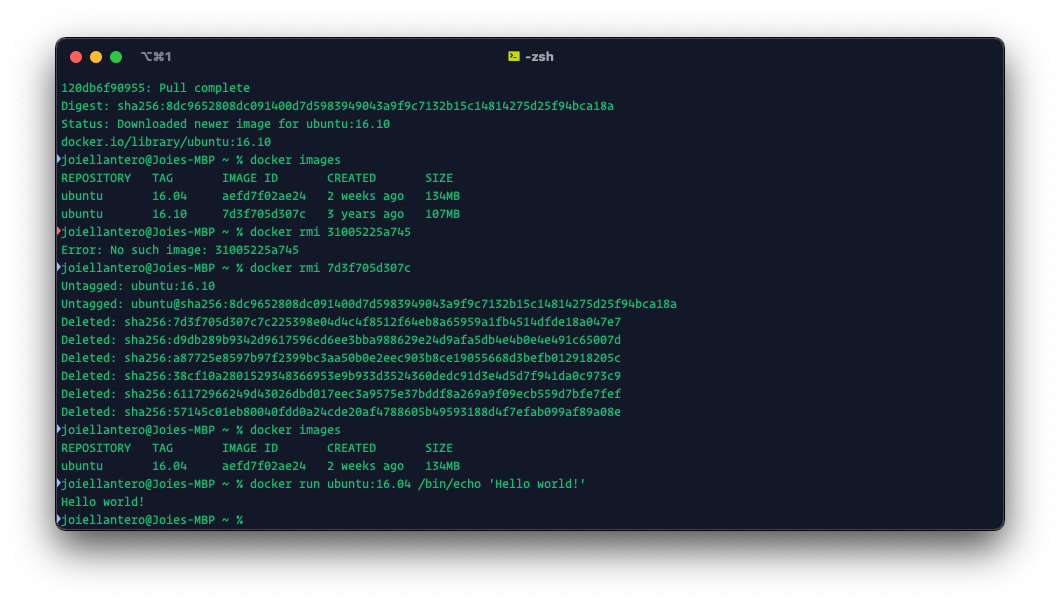 ⌥⌘1
-zsh
120db6f90955: Pull complete
Digest: sha256:8dc9652808dc091400d7d5983949043a9f9c7132b15c14814275d25f94bca18a
Status: Downloaded newer image for ubuntu:16.10
docker.io/library/ubuntu:16.10
joiellantero@Joies-MBP ~ % docker images
REPOSITORY   TAG       IMAGE ID       CREATED       SIZE
ubuntu       16.04     aefd7f02ae24   2 weeks ago   134MB
ubuntu       16.10     7d3f705d307c   3 years ago   107MB
joiellantero@Joies-MBP ~ % docker rmi 31005225a745
Error: No such image: 31005225a745
joiellantero@Joies-MBP ~ % docker rmi 7d3f705d307c
Untagged: ubuntu:16.10
Untagged: ubuntu@sha256:8dc9652808dc091400d7d5983949043a9f9c7132b15c14814275d25f94bca18a
Deleted: sha256:7d3f705d307c7c225398e04d4c4f8512f64eb8a65959a1fb4514dfde18a047e7
Deleted: sha256:d9db289b9342d9617596cd6ee3bba988629e24d9afa5db4e4b0e4e491c65007d
Deleted: sha256:a87725e8597b97f2399bc3aa50b0e2eec903b8ce19055668d3befb012918205c
Deleted: sha256:38cf10a2801529348366953e9b933d3524360dedc91d3e4d5d7f941da0c973c9
Deleted: sha256:61172966249d43026dbd017eec3a9575e37bddf8a269a9f09ecb559d7bfe7fef
Deleted: sha256:57145c01eb80040fdd0a24cde20af4788605b49593188d4f7efab099af89a08e
joiellantero@Joies-MBP ~ % docker images
REPOSITORY   TAG       IMAGE ID       CREATED       SIZE
ubuntu       16.04     aefd7f02ae24   2 weeks ago   134MB
joiellantero@Joies-MBP ~ % docker run ubuntu:16.04 /bin/echo 'Hello world!'
Hello world!
joiellantero@Joies-MBP ~ %